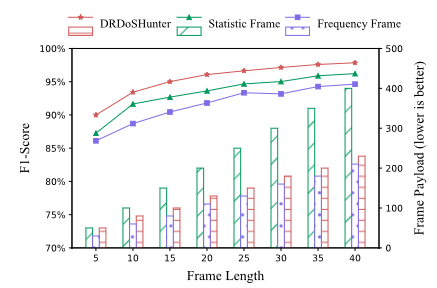 DRDoSHunter Statistic Frame Frequency Frame
100%
95%
90%
85%
80%
75%
70%
F1-Score
500
400
300
200
100
0
Frame Payload (lower is better)
5 10 15 20 25 30 35 40
Frame Length